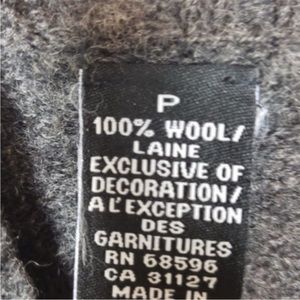 P
100% WOOL/
LAINE
EXCLUSIVE OF
DECORATION/
A L'EXCEPTION
DES
GARNITURES
RN 68596
CA 31127
MADE IN